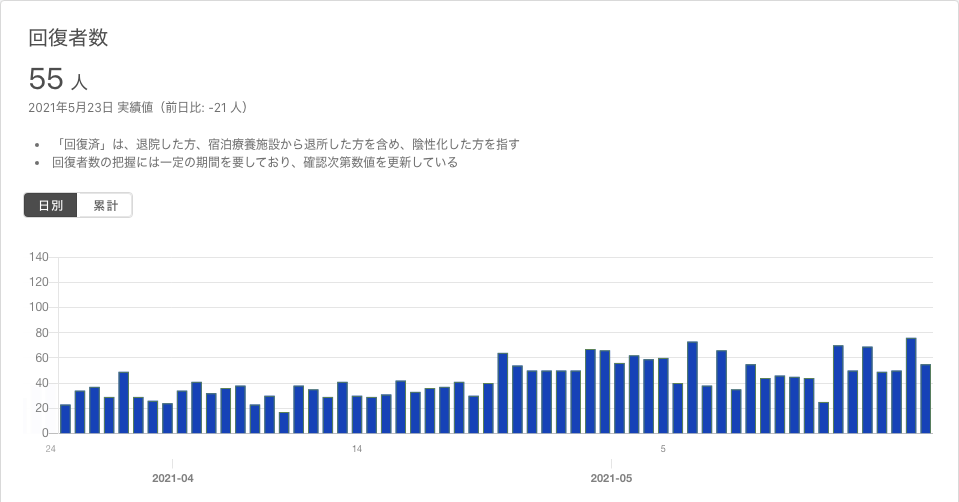 回復者数
55 人
2021年5月23日 実績値（前日比: -21 人）
• 「回復済」は、退院した方、宿泊療養施設から退所した方を含め、陰性化した方を指す
• 回復者数の把握には一定の期間を要しており、確認次第数値を更新している
日別 累計
140
120
100
80
60
40
20
0
24 14 5
2021-04 2021-05